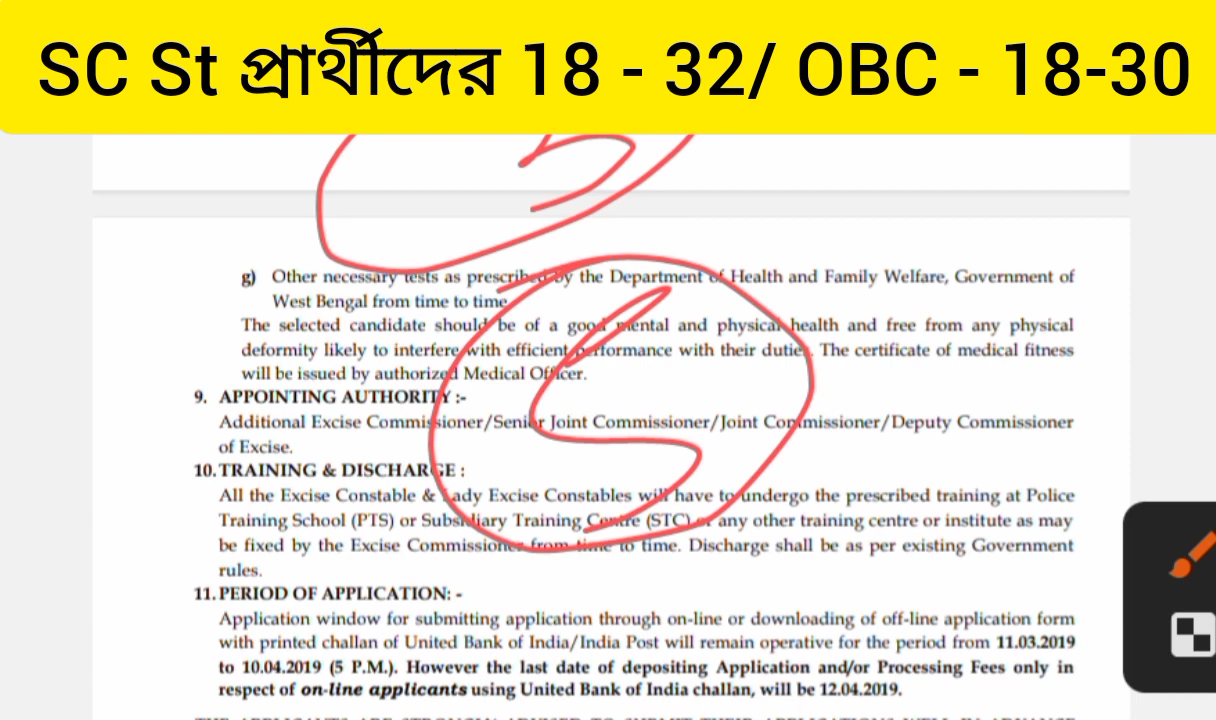 SC St প্রার্থীদের 18 - 32/ OBC - 18-30
g) Other necessary tests as prescribed by the Department of Health and Family Welfare, Government of
West Bengal from time to time
The selected candidate should be of a good mental and physical health and free from any physical
deformity likely to interfere with efficient performance with their duties. The certificate of medical fitness
will be issued by authorized Medical Officer.
9. APPOINTING AUTHORITY :-
Additional Excise Commissioner/Senior Joint Commissioner/Joint Commissioner/Deputy Commissioner
of Excise.
10. TRAINING & DISCHARGE :
All the Excise Constable & Lady Excise Constables will have to undergo the prescribed training at Police
Training School (PTS) or Subsidiary Training Centre (STC) or any other training centre or institute as may
be fixed by the Excise Commissioner from time to time. Discharge shall be as per existing Government
rules.
11. PERIOD OF APPLICATION: -
Application window for submitting application through on-line or downloading of off-line application form
with printed challan of United Bank of India/India Post will remain operative for the period from 11.03.2019
to 10.04.2019 (5 P.M.). However the last date of depositing Application and/or Processing Fees only in
respect of on-line applicants using United Bank of India challan, will be 12.04.2019.